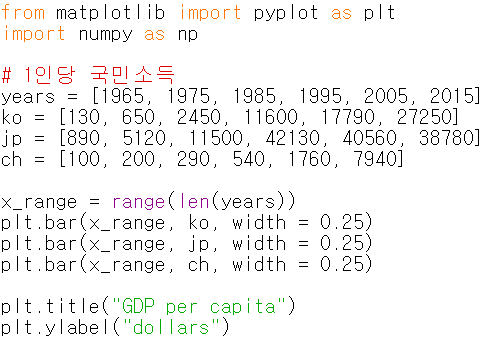 from matplotlib import pyplot as plt
import numpy as np
# 1인당 국민소득
years = [1965, 1975, 1985, 1995, 2005, 2015]
ko = [130, 650, 2450, 11600, 17790, 27250]
jp = [890, 5120, 11500, 42130, 40560, 38780]
ch = [100, 200, 290, 540, 1760, 7940]
x_range = range(len(years))
plt.bar(x_range, ko, width = 0.25)
plt.bar(x_range, jp, width = 0.25)
plt.bar(x_range, ch, width = 0.25)
plt.title("GDP per capita")
plt.ylabel("dollars")